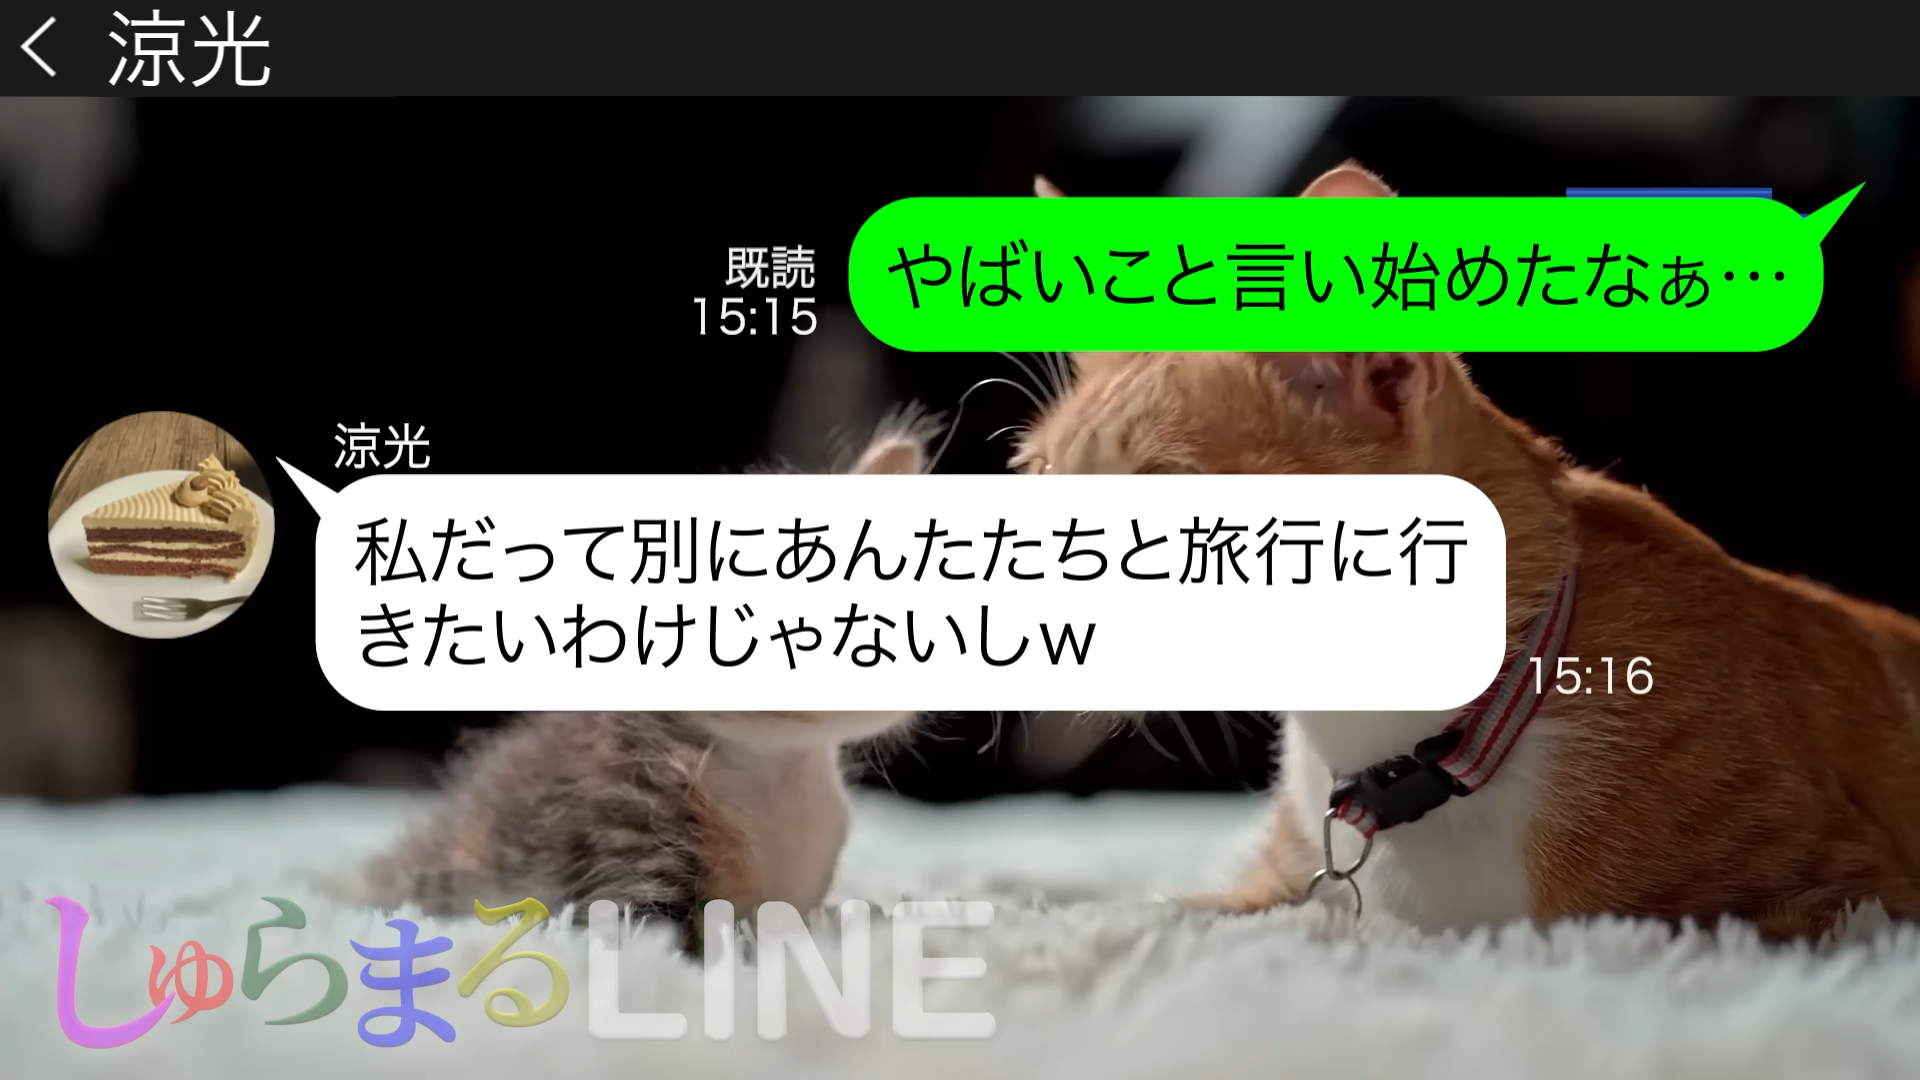 涼光
やばいこと言い始めたなぁ…
既読
15:15
涼光
私だって別にあんたたちと旅行に行
きたいわけじゃないしw
15:16
しゅらまるLINE